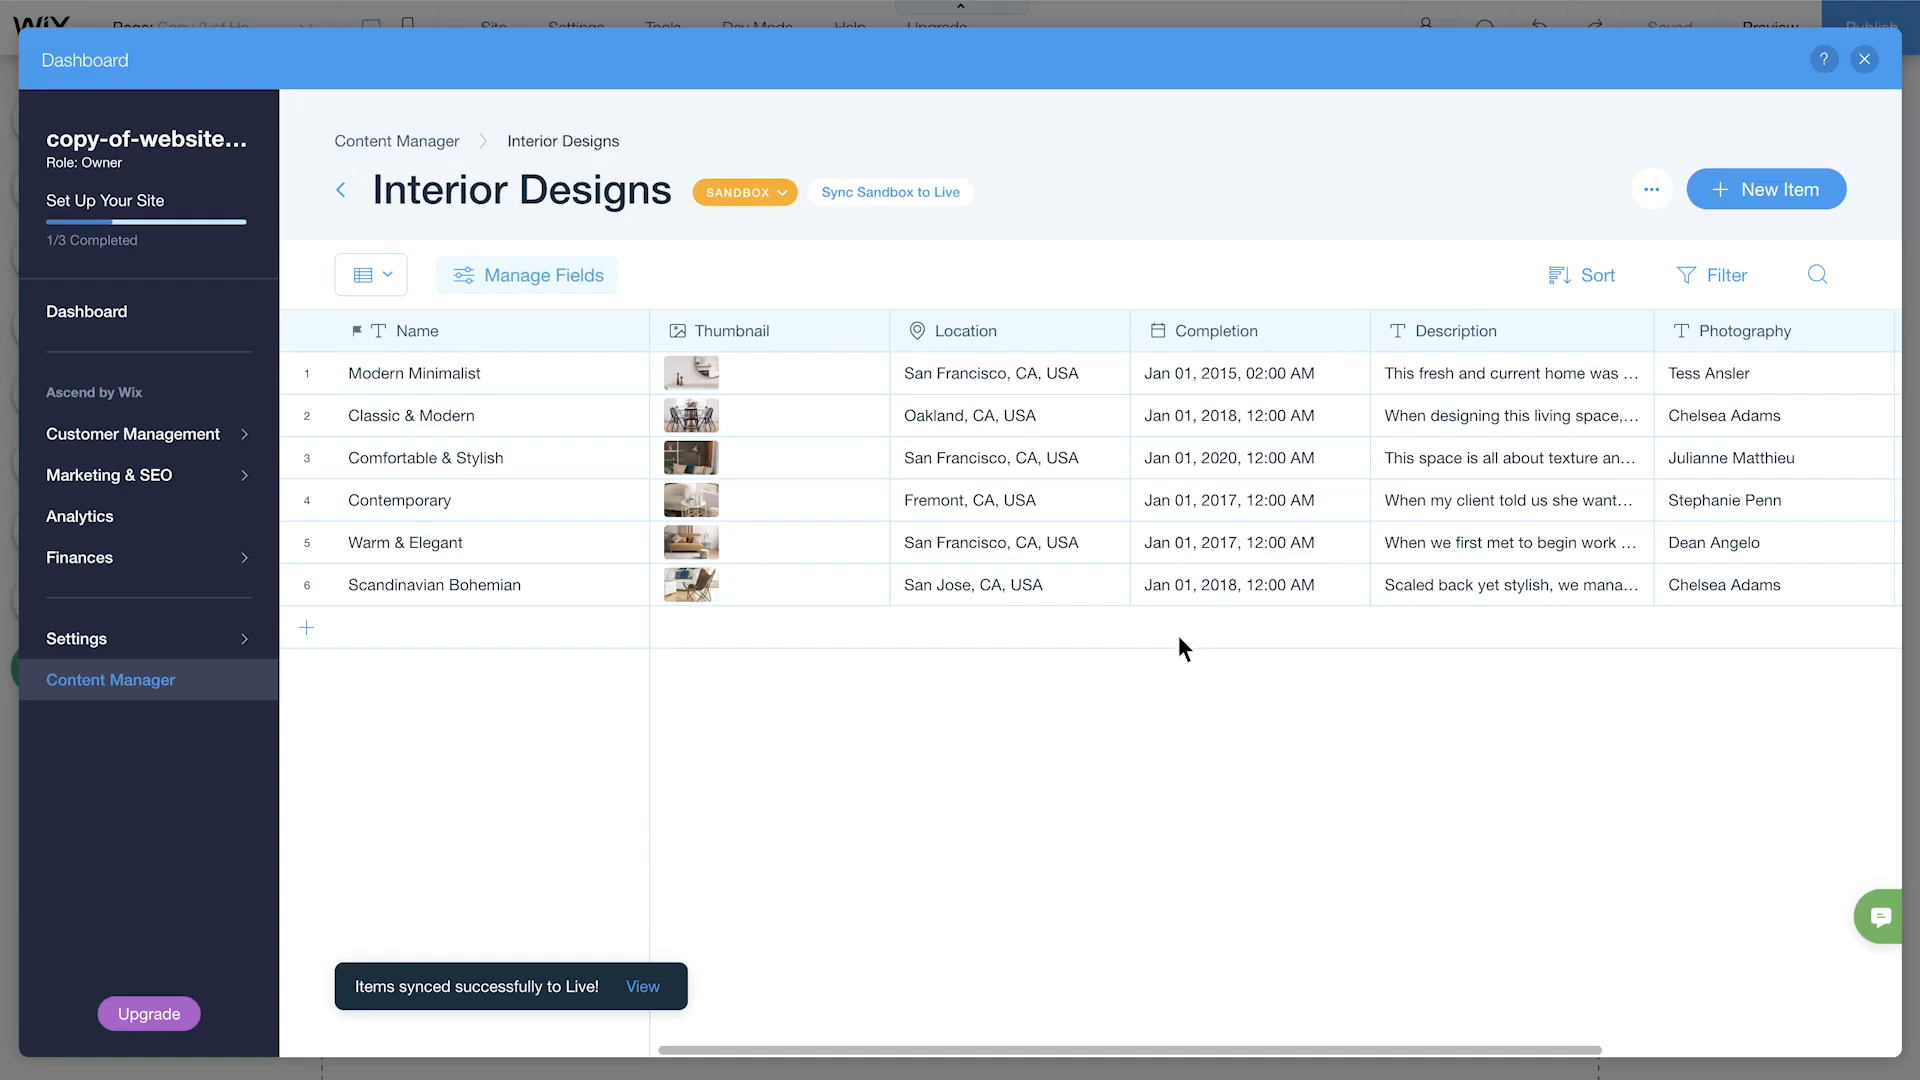 WiX
Page: Copy 2 of Ho
Site
Settings
Tools
Dev Mode
Help
Upgrade
Saved
Preview
Publish
Dashboard
?
copy-of-website...
Role: Owner
Set Up Your Site
1/3 Completed
Dashboard
Ascend by Wix
Customer Management
Marketing & SEO
Analytics
Finances
Settings
Content Manager
Upgrade
Content Manager
Interior Designs
Interior Designs
SANDBOX
Sync Sandbox to Live
New Item
Manage Fields
Sort
Filter
Name Thumbnail Location Completion Description Photography
1 Modern Minimalist San Francisco, CA, USA Jan 01, 2015, 02:00 AM This fresh and current home was ... Tess Ansler
2 Classic & Modern Oakland, CA, USA Jan 01, 2018, 12:00 AM When designing this living space,... Chelsea Adams
3 Comfortable & Stylish San Francisco, CA, USA Jan 01, 2020, 12:00 AM This space is all about texture an... Julianne Matthieu
4 Contemporary Fremont, CA, USA Jan 01, 2017, 12:00 AM When my client told us she want... Stephanie Penn
5 Warm & Elegant San Francisco, CA, USA Jan 01, 2017, 12:00 AM When we first met to begin work ... Dean Angelo
6 Scandinavian Bohemian San Jose, CA, USA Jan 01, 2018, 12:00 AM Scaled back yet stylish, we mana... Chelsea Adams
Items synced successfully to Live! View